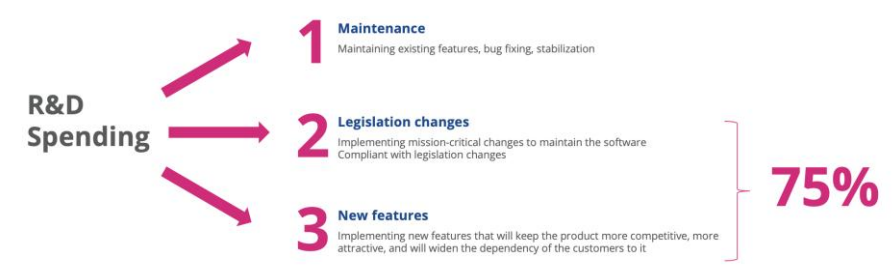 R&D
Spending
1
Maintenance
Maintaining existing features, bug fixing, stabilization
2
Legislation changes
Implementing mission-critical changes to maintain the software
Compliant with legislation changes
3
New features
Implementing new features that will keep the product more competitive, more
attractive, and will widen the dependency of the customers to it
75%